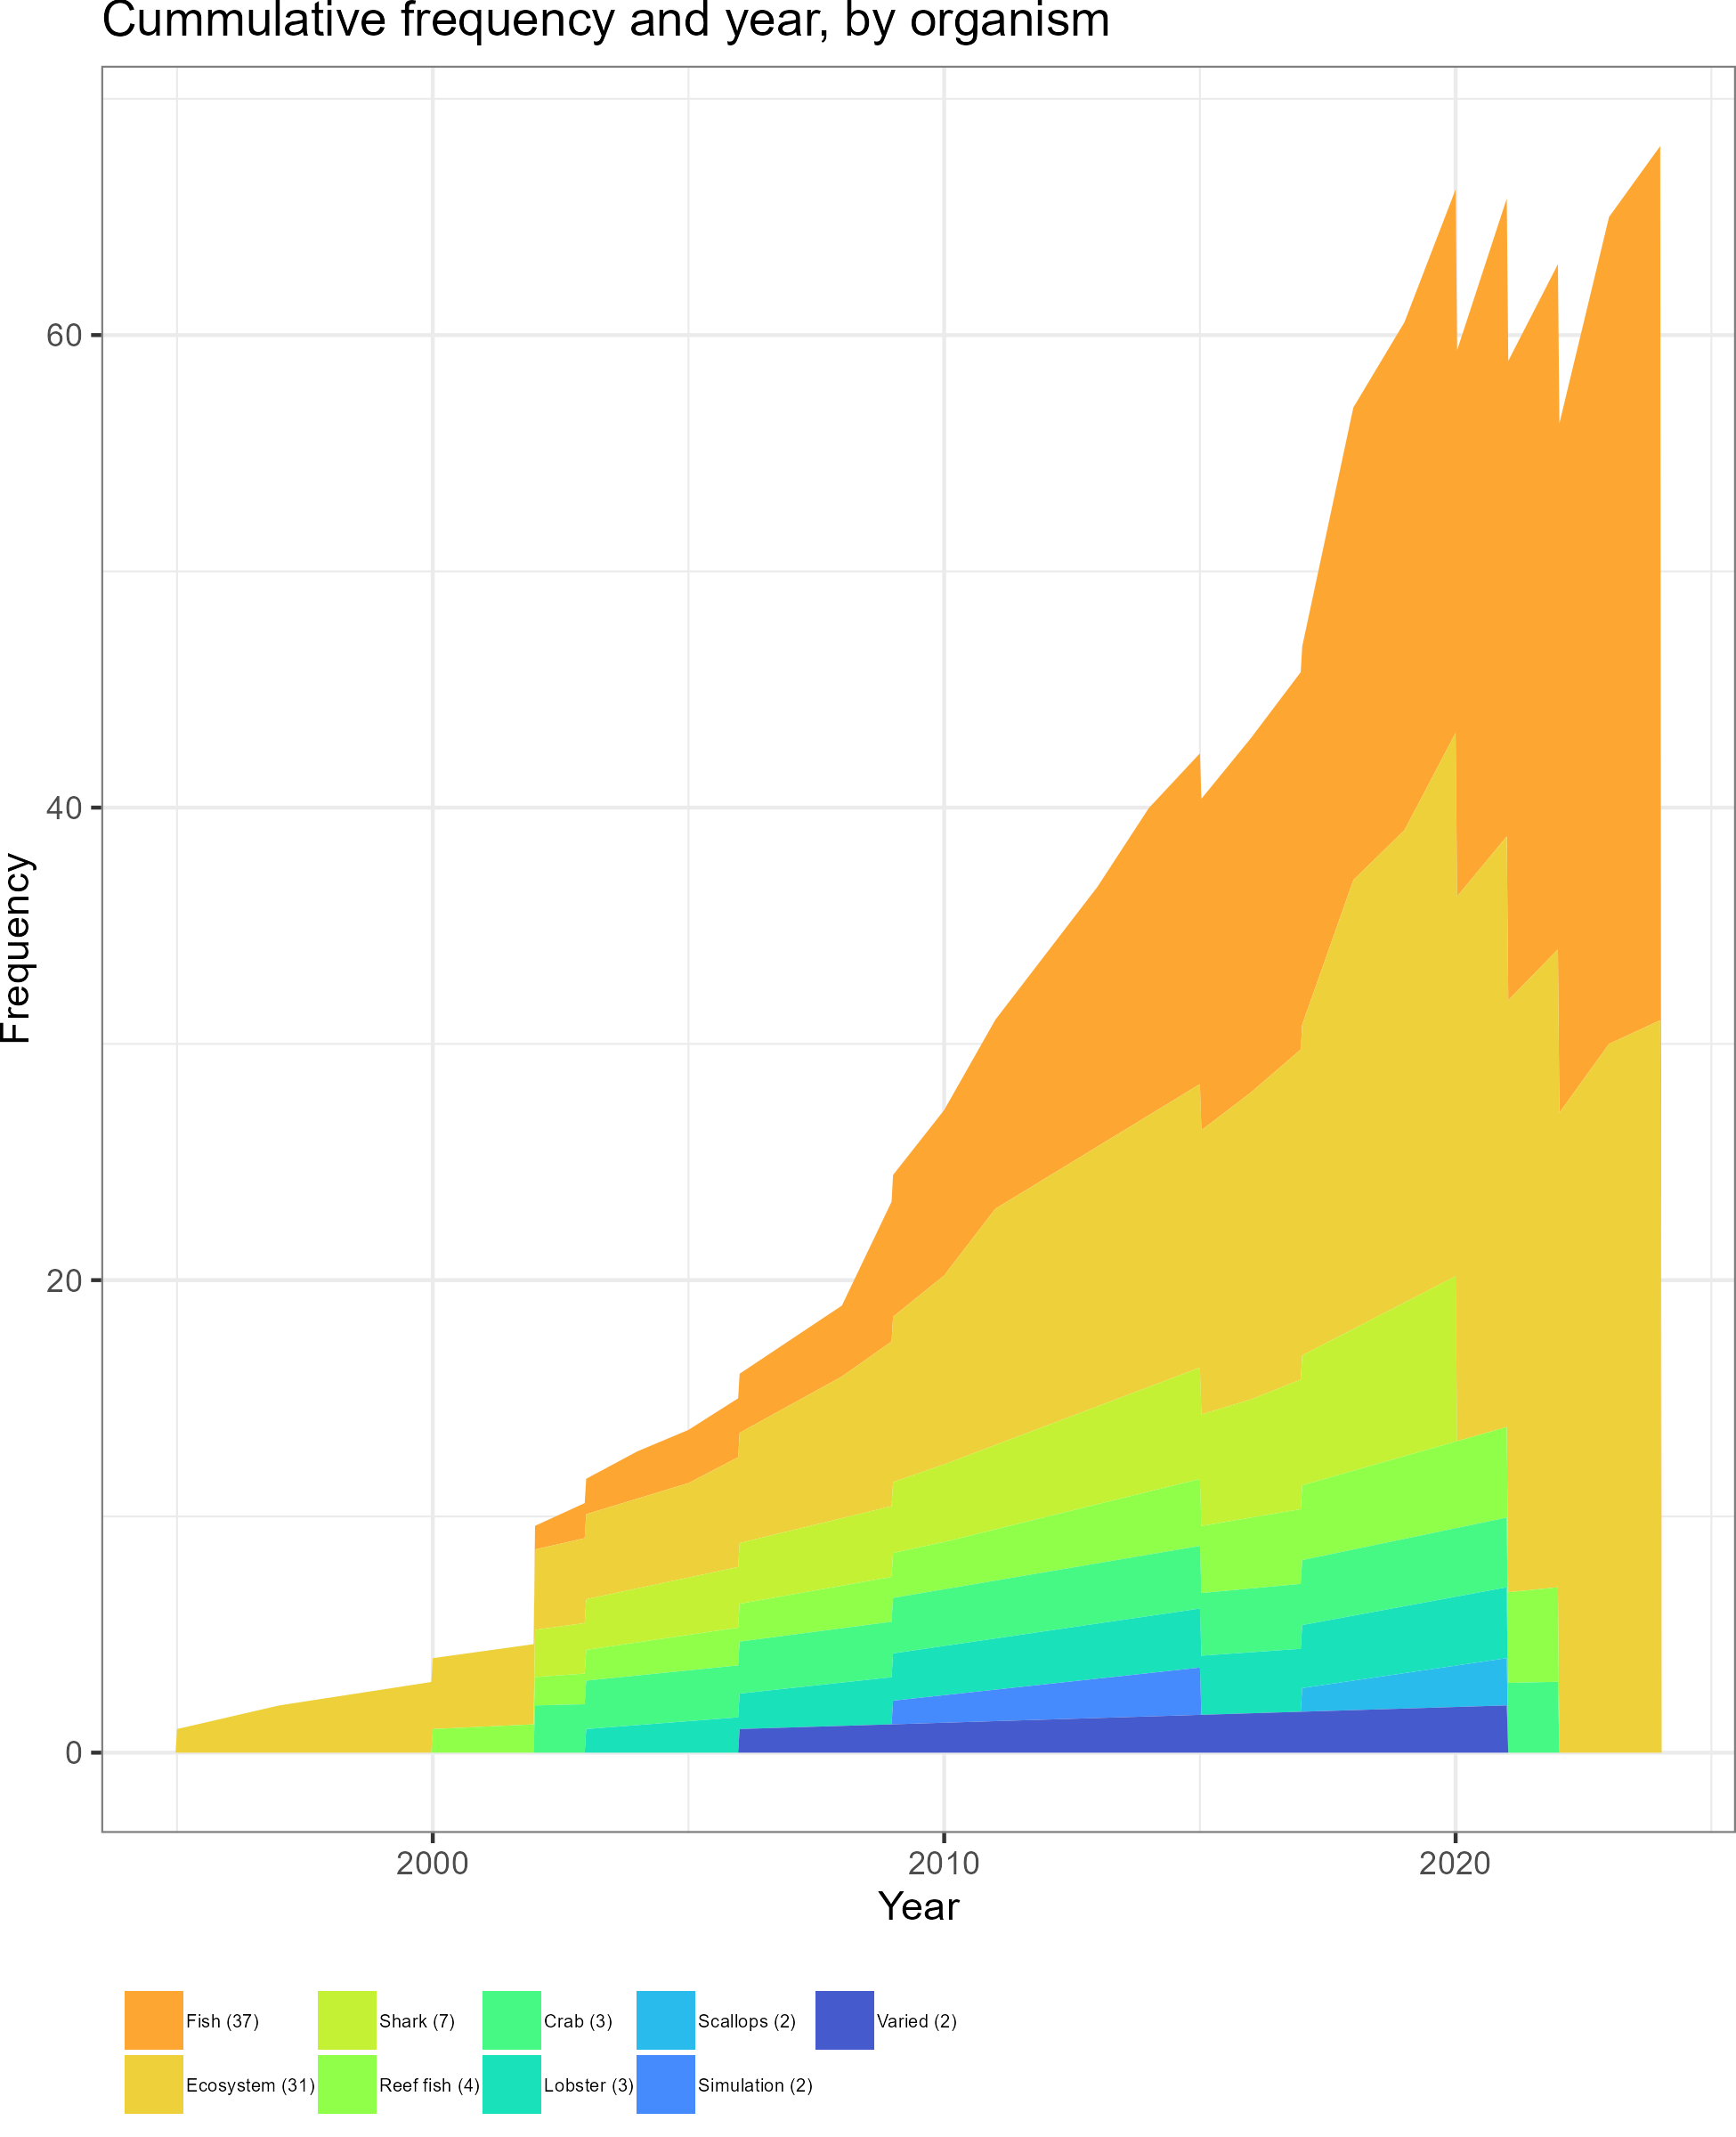 Cummulative frequency and year, by organism
Frequency
60
40
20
0
2000 2010 2020
Year
Fish (37) Shark (7) Crab (3) Scallops (2) Varied (2)
Ecosystem (31) Reef fish (4) Lobster (3) Simulation (2)